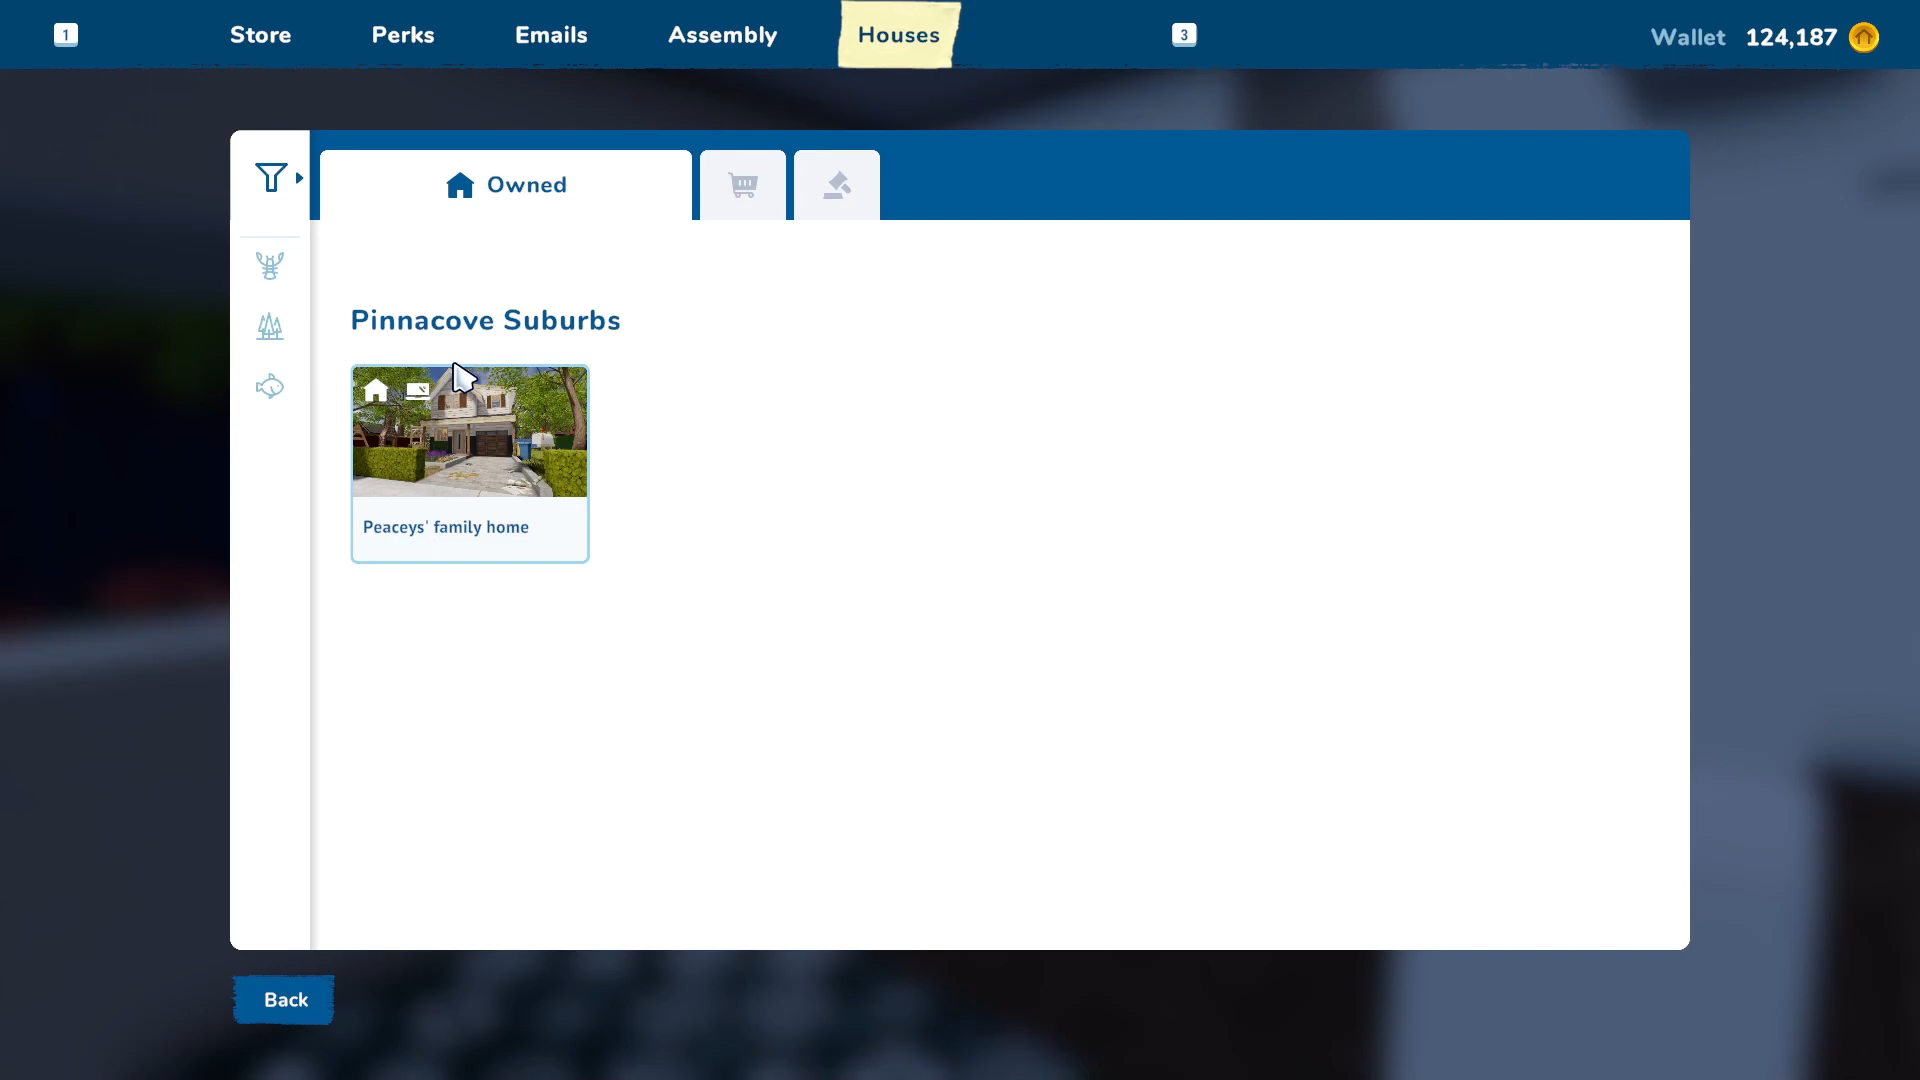 1 Store Perks Emails Assembly Houses 3 Wallet 124,187
Owned
Pinnacove Suburbs
Peaceys' family home
Back